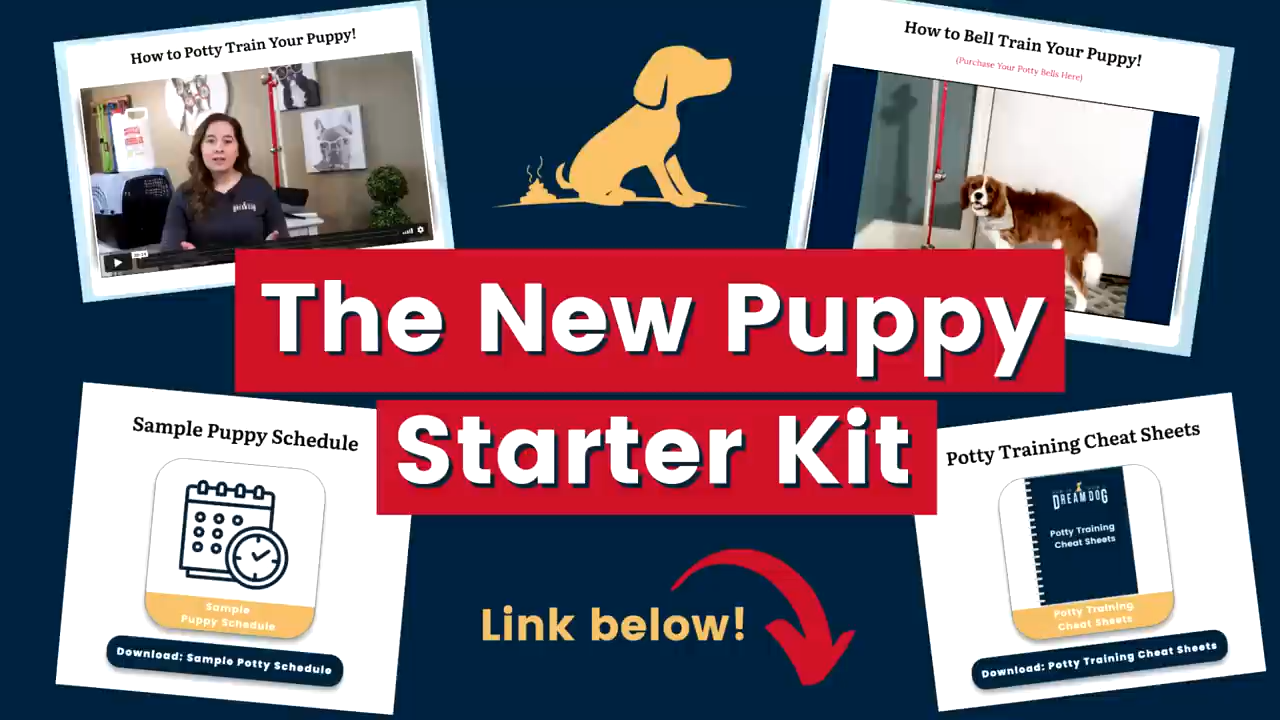 How to Potty Train Your Puppy!
How to Bell Train Your Puppy!
(Purchase Your Potty Bells Here)
DREAM DOG
The New Puppy
Starter Kit
Sample Puppy Schedule
Sample
Puppy Schedule
Download: Sample Potty Schedule
Link below!
Potty Training Cheat Sheets
DREAM DOG
Potty Training
Cheat Sheets
Potty Training
Cheat Sheets
Download: Potty Training Cheat Sheets